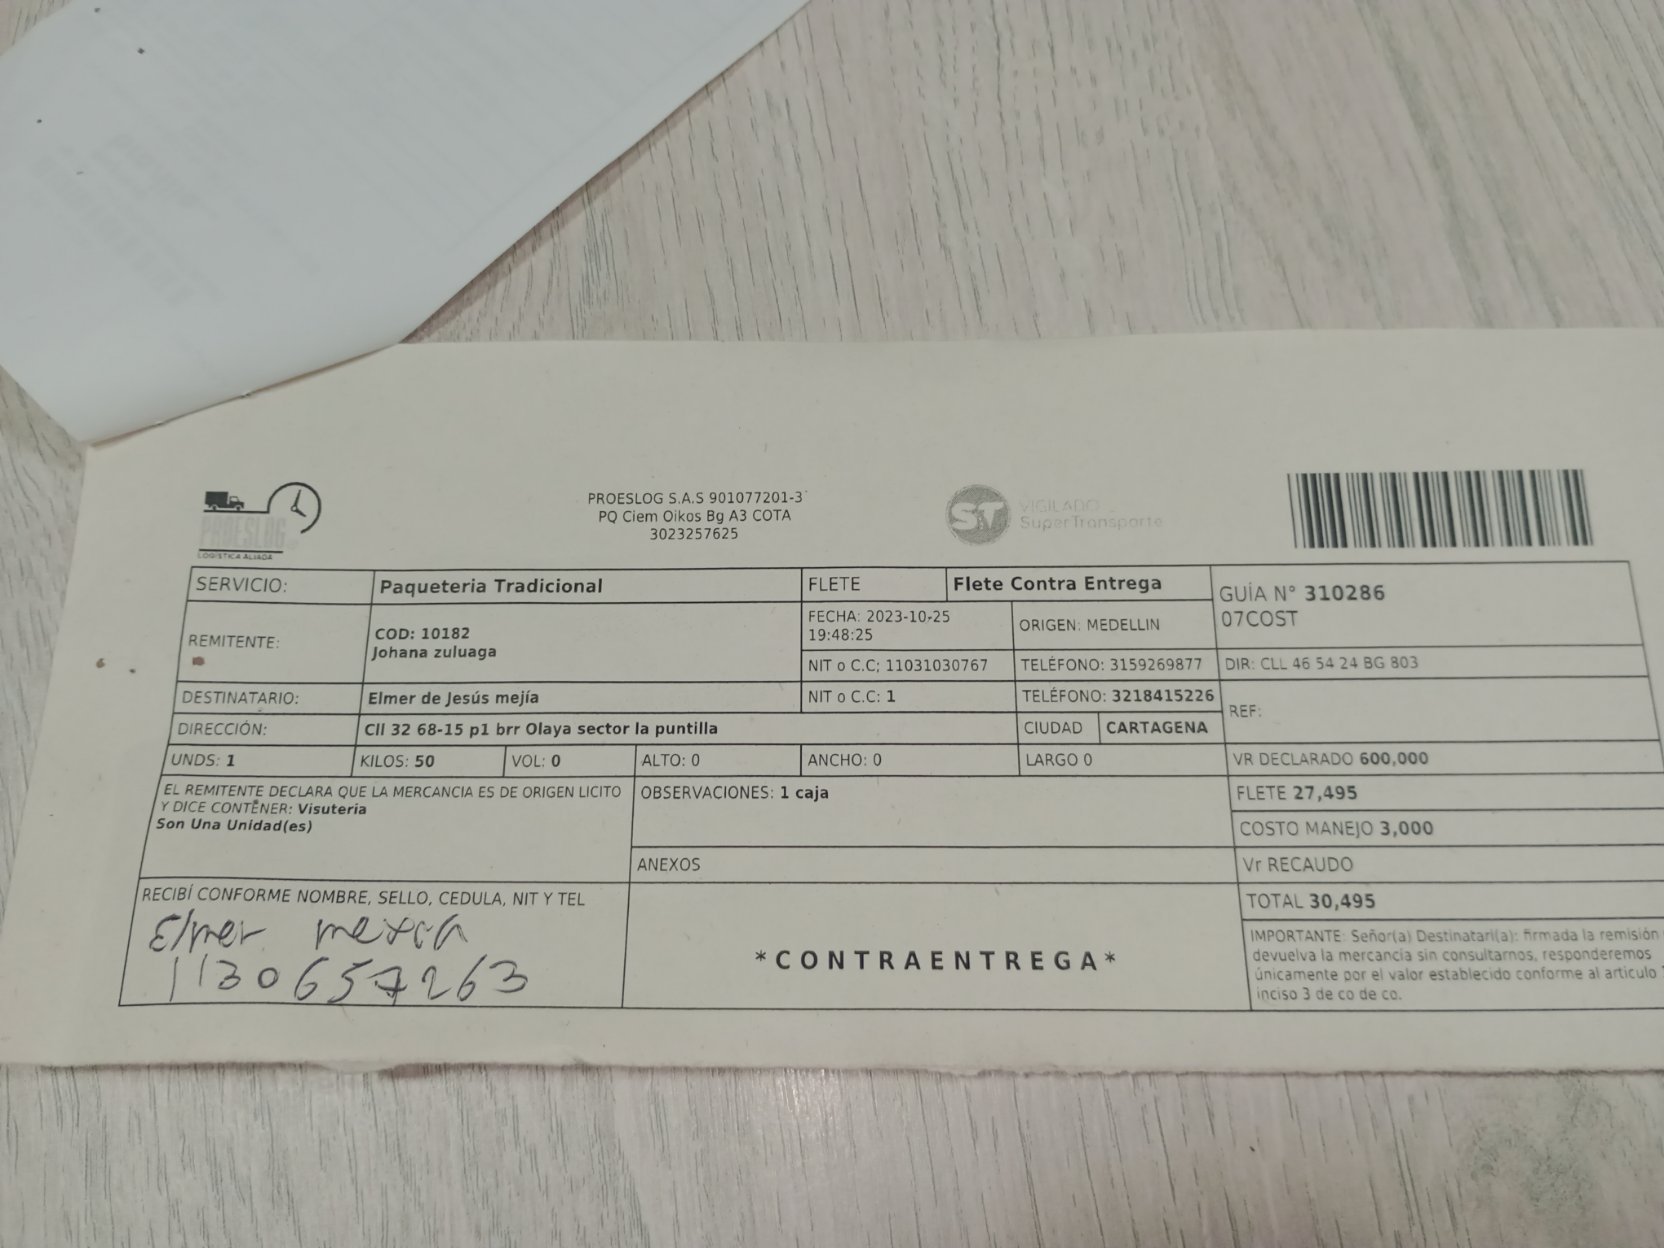 PROESLOG
LOGÍSTICA ALIADA
PROESLOG S.A.S 901077201-3
PQ Ciem Oikos Bg A3 COTA
3023257625
ST VIGILADO
SuperTransporte
SERVICIO: Paqueteria Tradicional FLETE Flete Contra Entrega
GUÍA N° 310286
07COST
REMITENTE: COD: 10182
Johana zuluaga
FECHA: 2023-10-25
19:48:25
ORIGEN: MEDELLIN
NIT o C.C; 11031030767 TELÉFONO: 3159269877 DIR: CLL 46 54 24 BG 803
DESTINATARIO: Elmer de Jesús mejía NIT o C.C: 1 TELÉFONO: 3218415226
REF:
DIRECCIÓN: Cll 32 68-15 p1 brr Olaya sector la puntilla CIUDAD CARTAGENA
UNDS: 1 KILOS: 50 VOL: 0 ALTO: 0 ANCHO: 0 LARGO 0 VR DECLARADO 600,000
EL REMITENTE DECLARA QUE LA MERCANCIA ES DE ORIGEN LICITO
Y DICE CONTENER: Visuteria
Son Una Unidad(es)
OBSERVACIONES: 1 caja
FLETE 27,495
COSTO MANEJO 3,000
ANEXOS
Vr RECAUDO
RECIBÍ CONFORME NOMBRE, SELLO, CEDULA, NIT Y TEL
Elmer
1130657263
*CONTRAENTREGA*
TOTAL 30,495
IMPORTANTE: Señor(a) Destinatari(a): firmada la remisión
devuelva la mercancía sin consultarnos, responderemos
únicamente por el valor establecido conforme al articulo
inciso 3 de co de co.